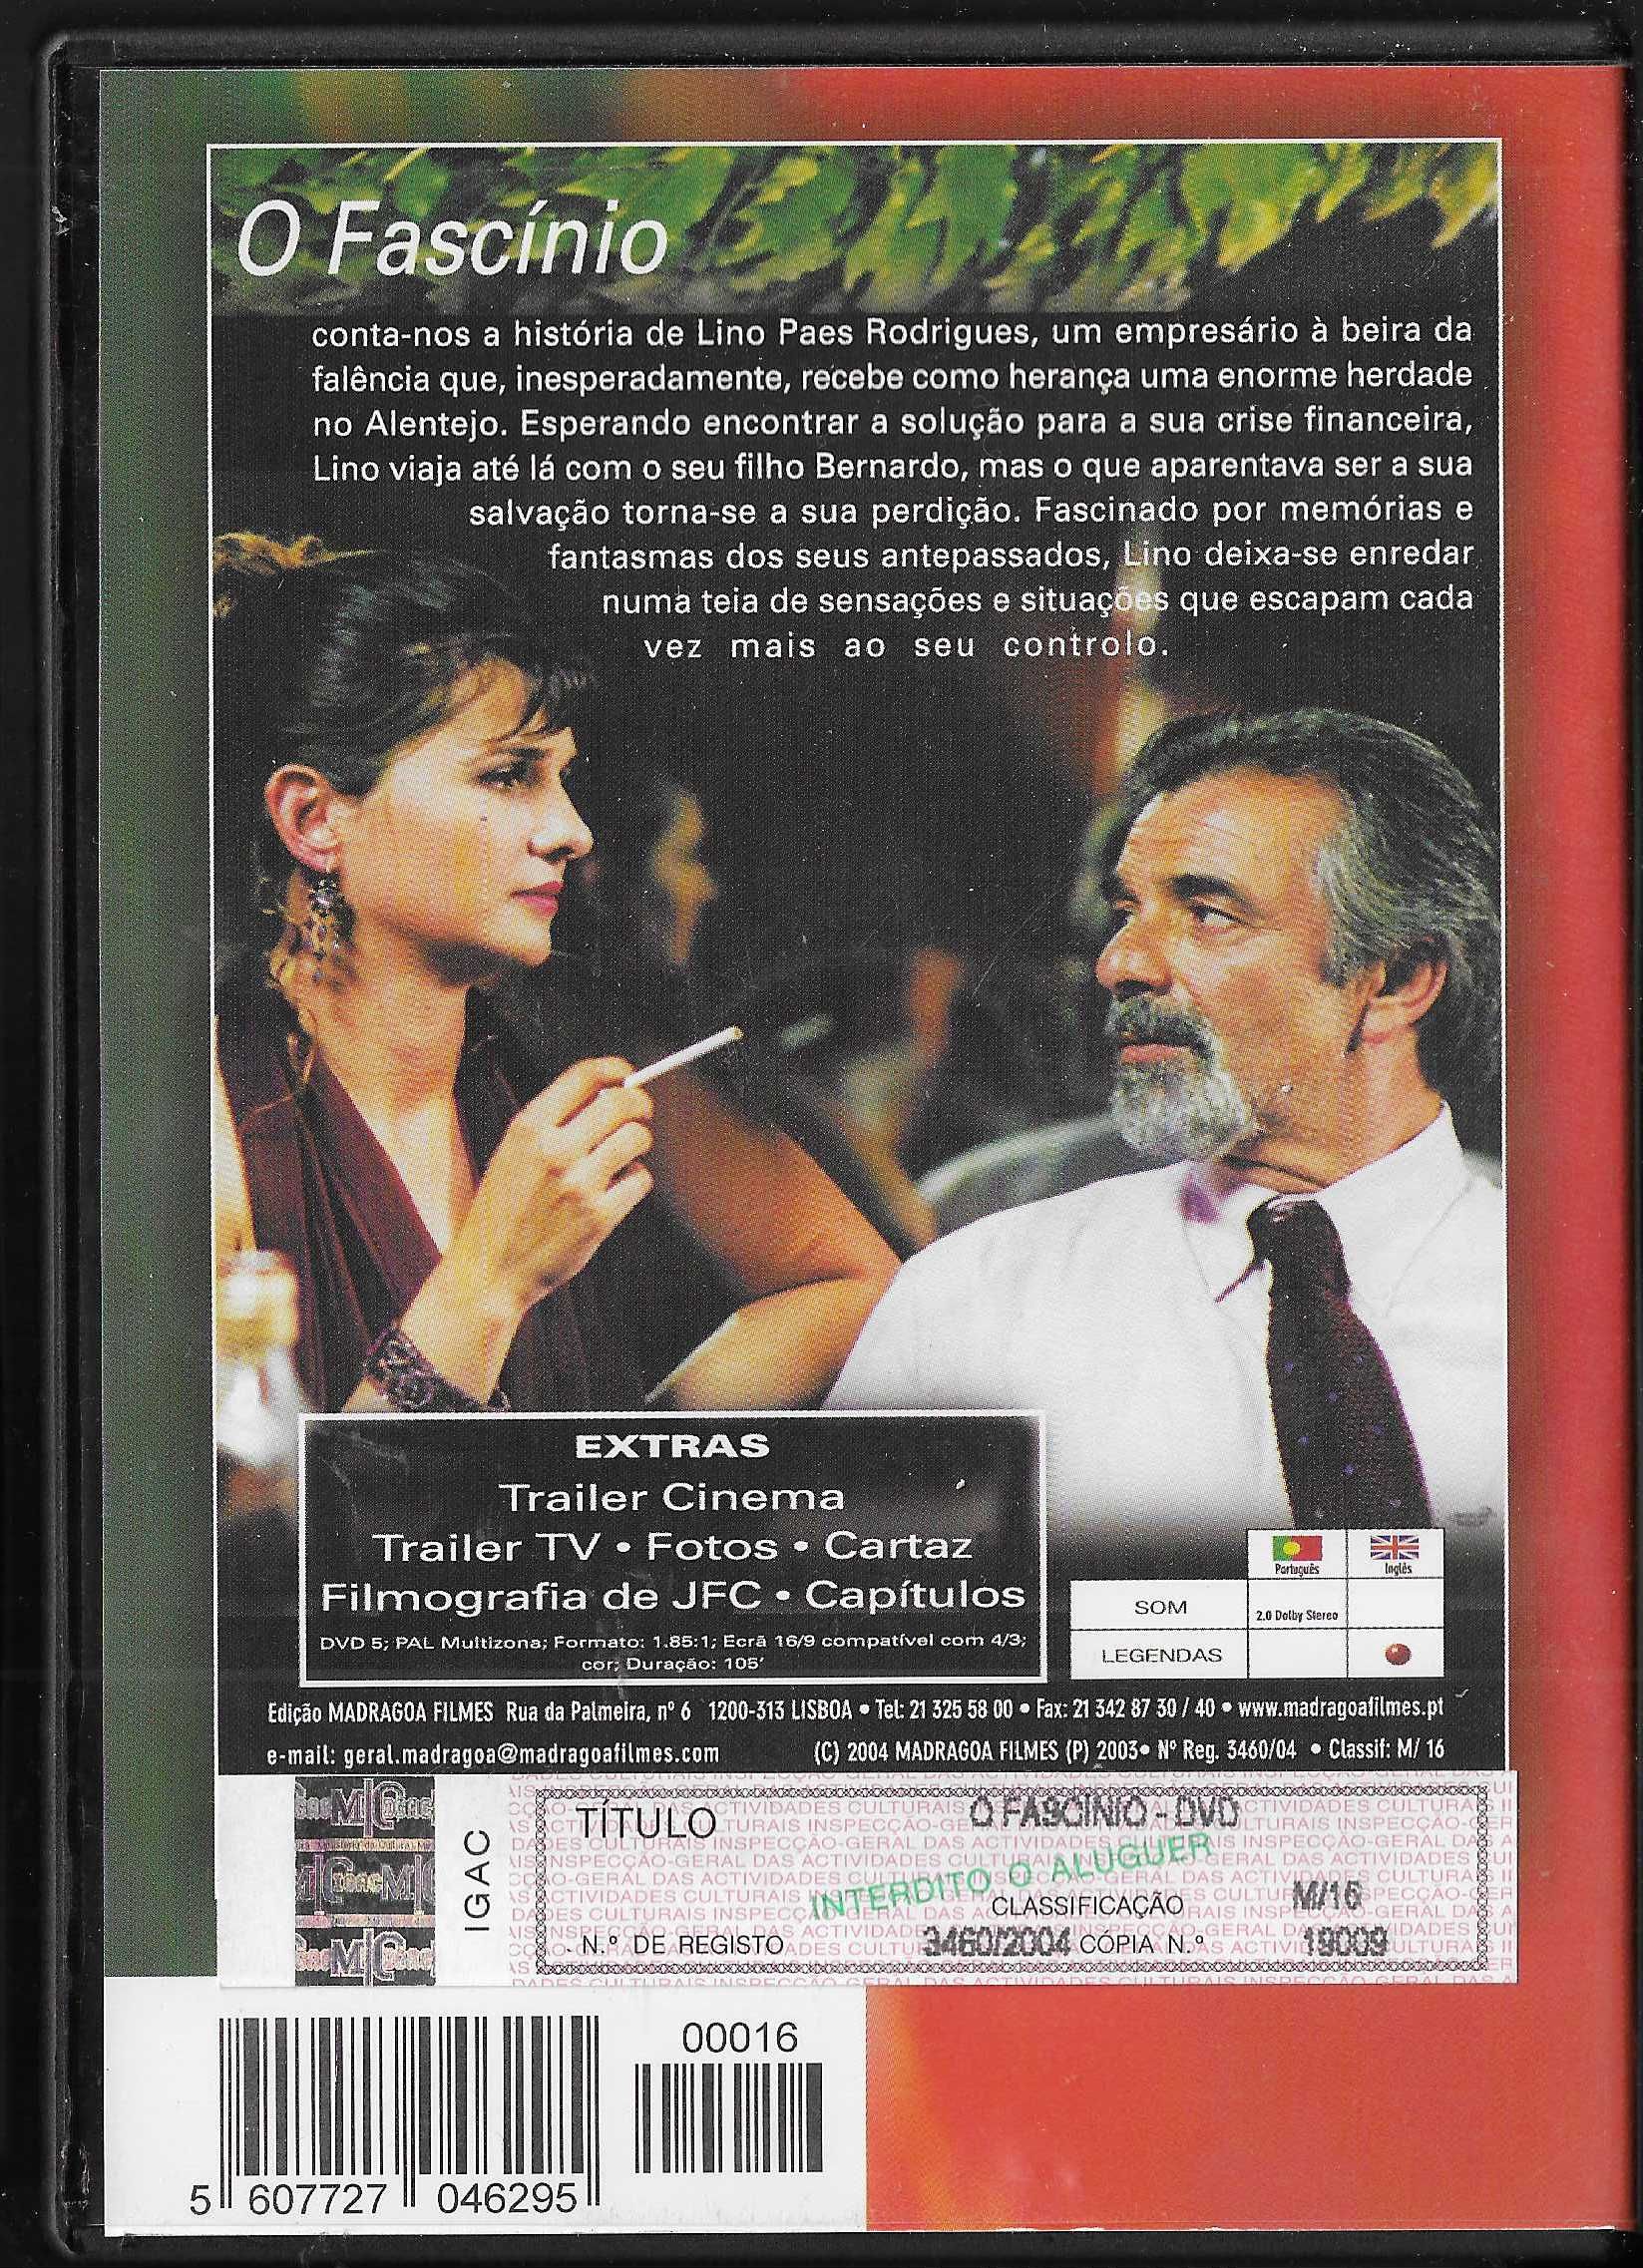 O Fascínio
conta-nos a história de Lino Paes Rodrigues, um empresário à beira da
falência que, inesperadamente, recebe como herança uma enorme herdade
no Alentejo. Esperando encontrar a solução para a sua crise financeira,
Lino viaja até lá com o seu filho Bernardo, mas o que aparentava ser a sua
salvação torna-se a sua perdição. Fascinado por memórias e
fantasmas dos seus antepassados, Lino deixa-se enredar
numa teia de sensações e situações que escapam cada
vez mais ao seu controlo.
EXTRAS
Trailer Cinema
Trailer TV • Fotos • Cartaz
Filmografia de JFC • Capítulos
DVD 5; PAL Multizona; Formato: 1.85:1; Ecrã 16/9 compatível com 4/3;
cor; Duração: 105'
Português Inglês
SOM 2.0 Dolby Stereo
LEGENDAS
Edição MADRAGOA FILMES Rua da Palmeira, nº 6 1200-313 LISBOA • Tel: 21 325 58 00 • Fax: 21 342 87 30 / 40 • www.madragoafilmes.pt
e-mail: geral.madragoa@madragoafilmes.com (C) 2004 MADRAGOA FILMES (P) 2003• Nº Reg. 3460/04 • Classif: M/ 16
IGAC
TÍTULO O FASCINIO - DVD
INTERDITO O ALUGUER
CLASSIFICAÇÃO M/16
N.º DE REGISTO 3460/2004 CÓPIA N.º 19009
00016
5 607727 046295